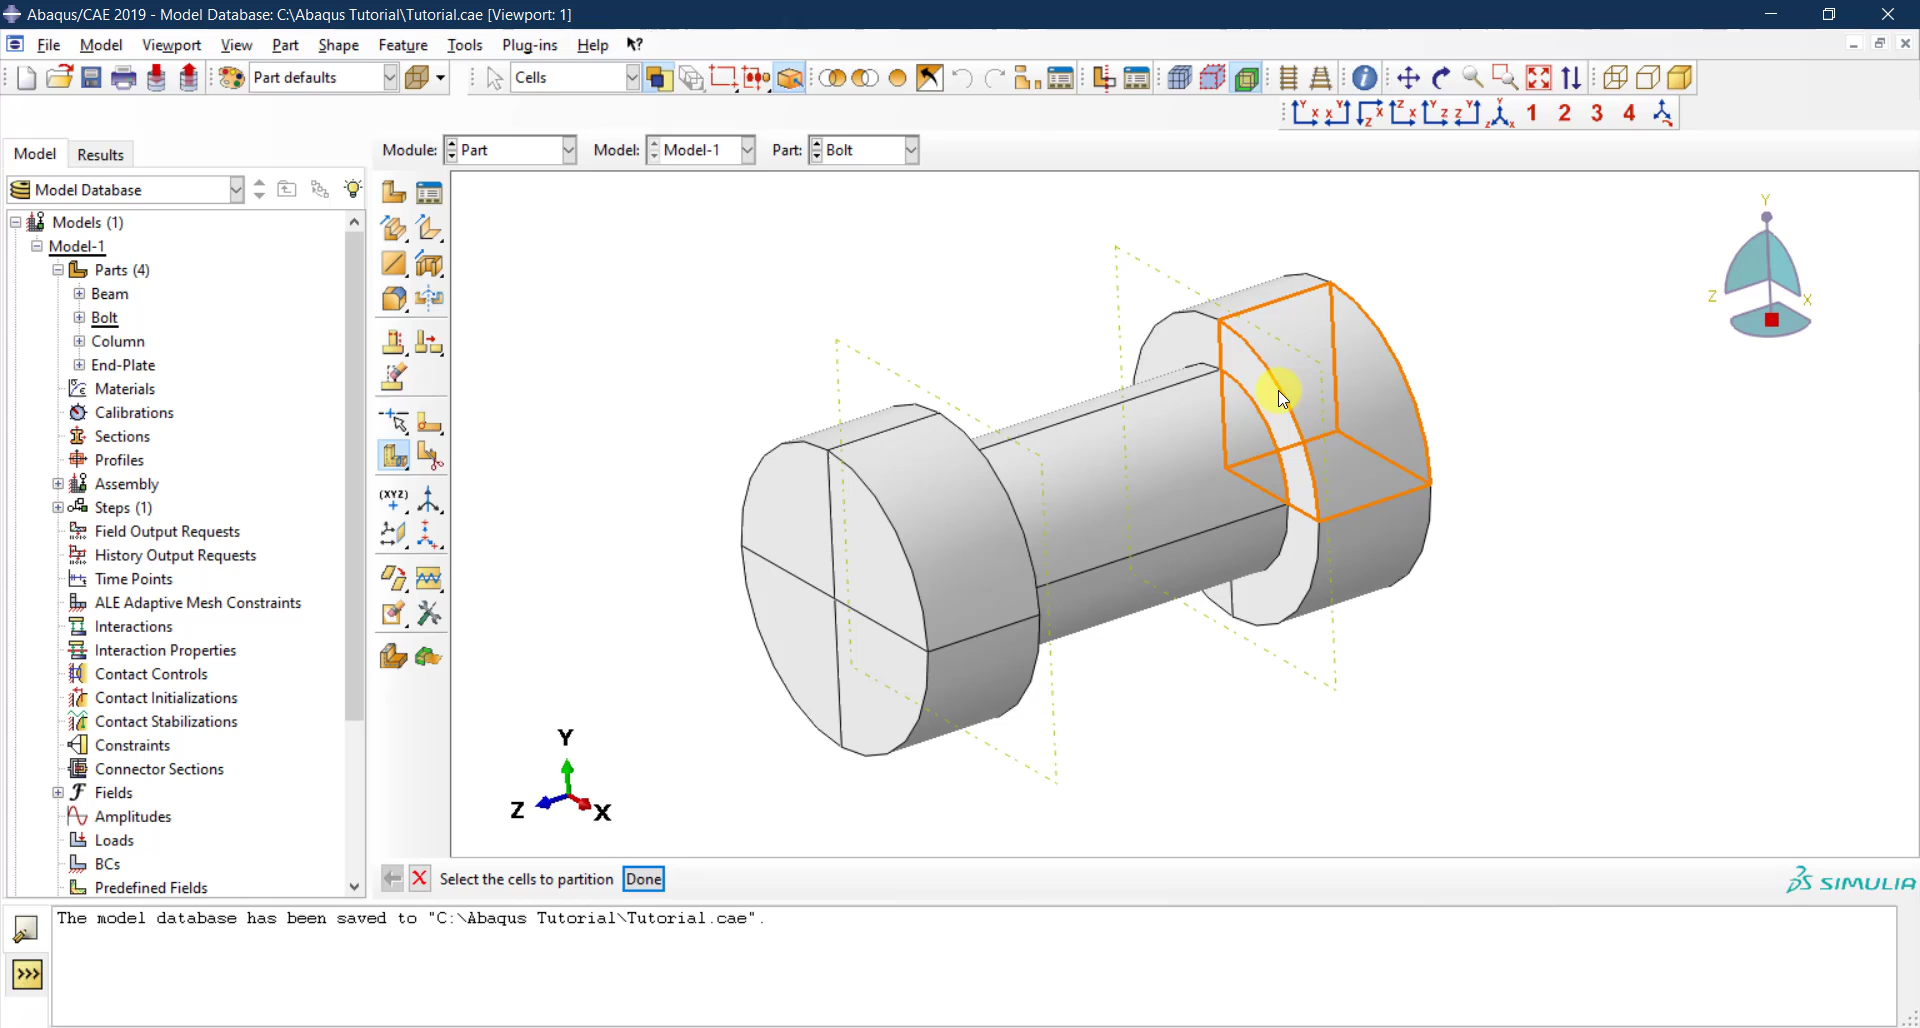 Abaqus/CAE 2019 - Model Database: C:\Abaqus Tutorial\Tutorial.cae [Viewport: 1]
File Model Viewport View Part Shape Feature Tools Plug-ins Help
Part defaults Cells
1 2 3 4
Model Results
Module: Part Model: Model-1 Part: Bolt
Model Database
Models (1)
Model-1
Parts (4)
Beam
Bolt
Column
End-Plate
Materials
Calibrations
Sections
Profiles
Assembly
Steps (1)
Field Output Requests
History Output Requests
Time Points
ALE Adaptive Mesh Constraints
Interactions
Interaction Properties
Contact Controls
Contact Initializations
Contact Stabilizations
Constraints
Connector Sections
Fields
Amplitudes
Loads
BCs
Predefined Fields
(XYZ)
Y
Z
X
Y
Z
X
Select the cells to partition Done
SIMULIA
The model database has been saved to "C:\Abaqus Tutorial\Tutorial.cae".
>>>